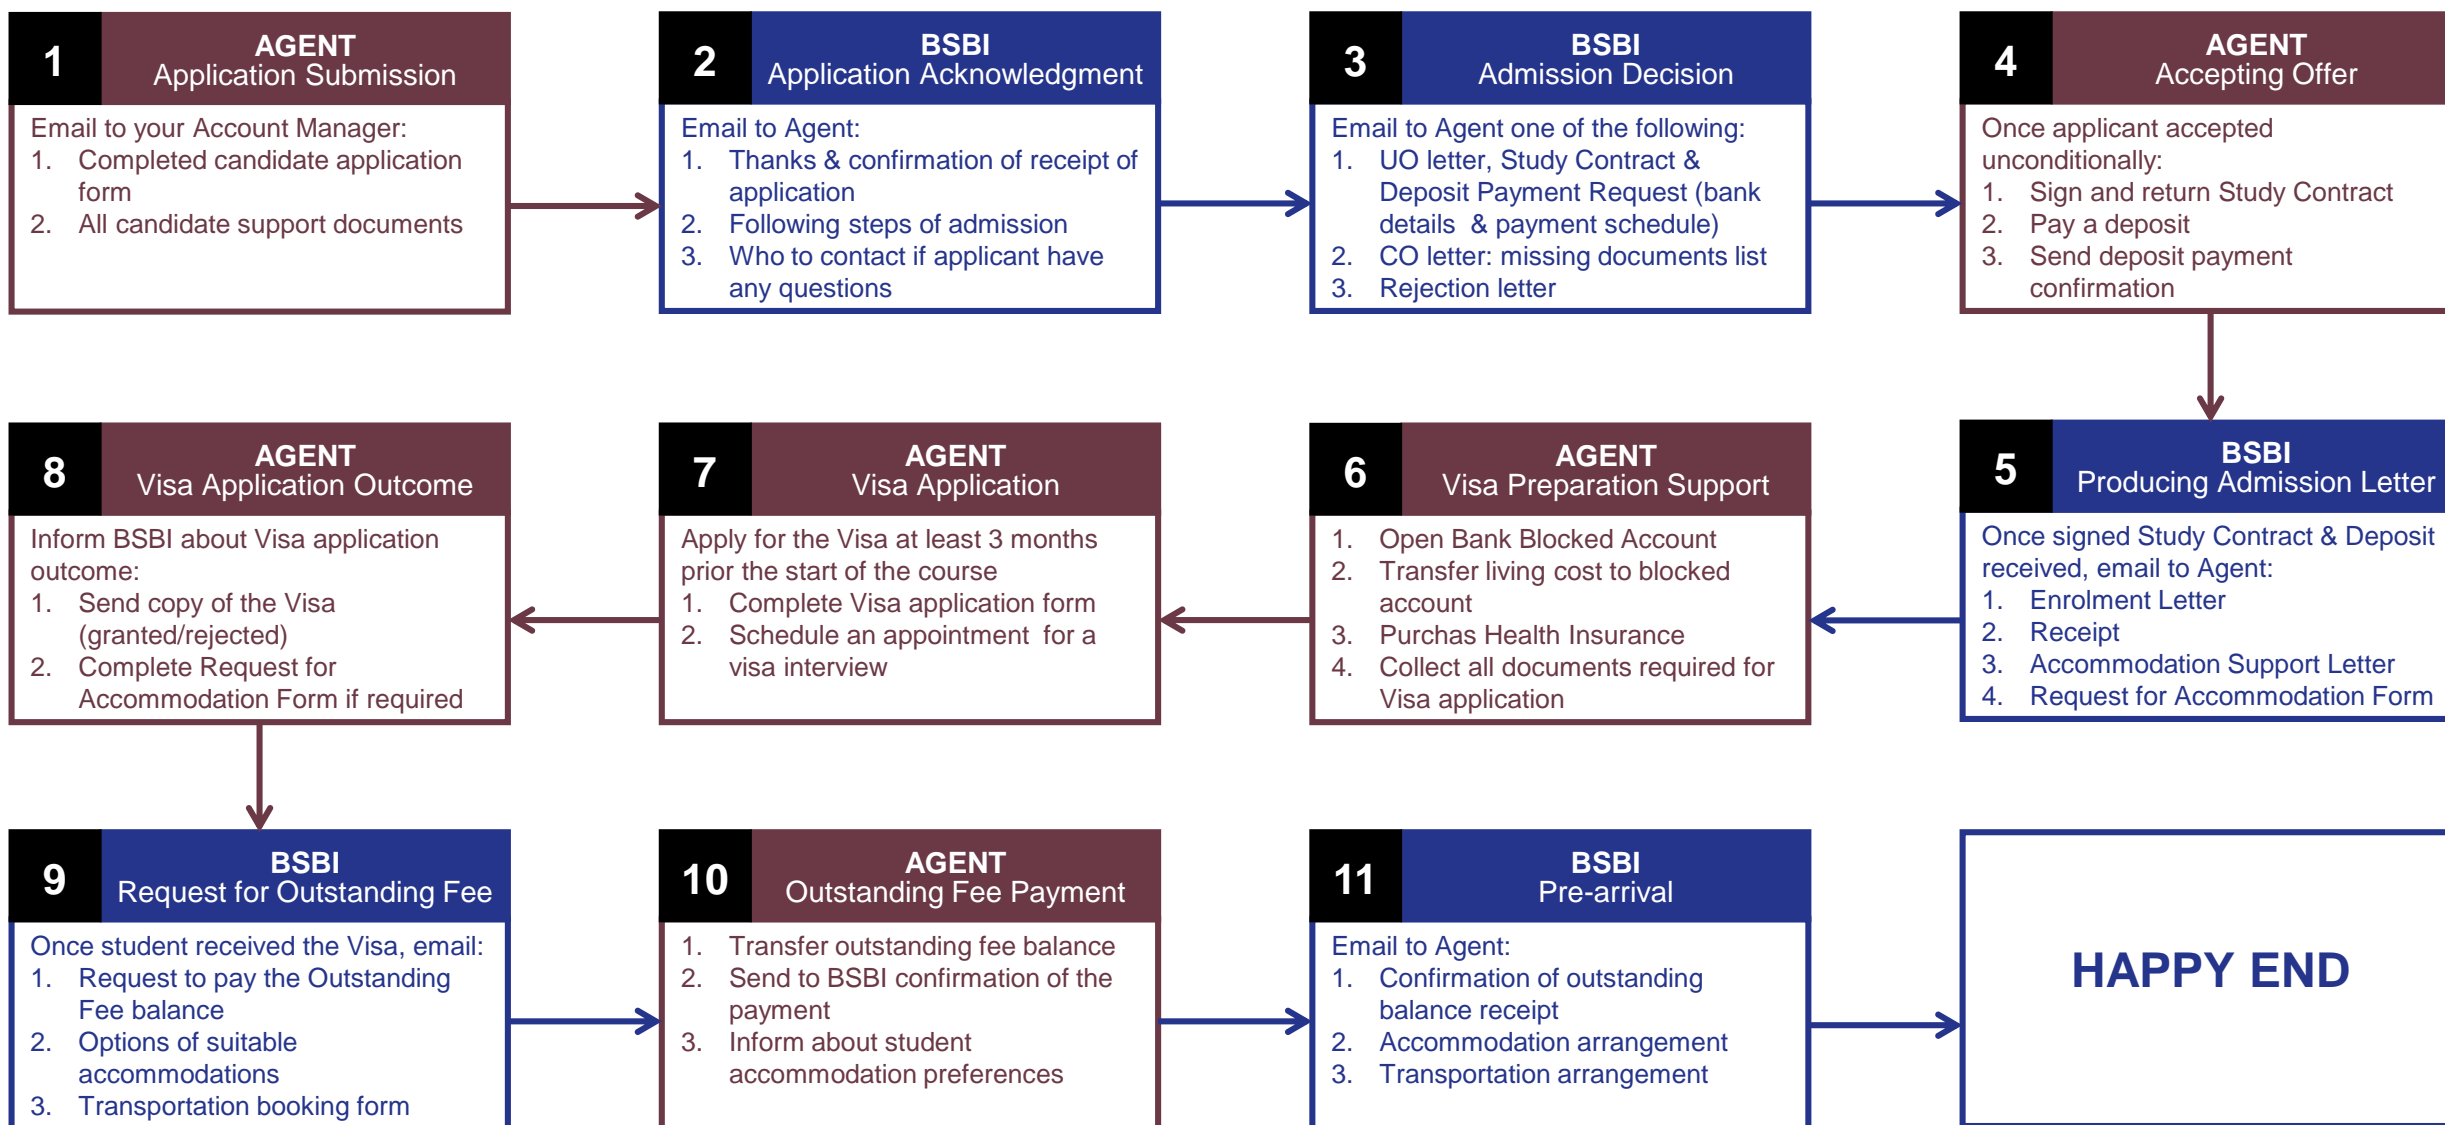 1
AGENT
Application Submission
Email to your Account Manager:
1. Completed candidate application
form
2. All candidate support documents
2
BSBI
Application Acknowledgment
Email to Agent:
1. Thanks & confirmation of receipt of
application
2. Following steps of admission
3. Who to contact if applicant have
any questions
3
BSBI
Admission Decision
Email to Agent one of the following:
1. UO letter, Study Contract &
Deposit Payment Request (bank
details & payment schedule)
2. CO letter: missing documents list
3. Rejection letter
4
AGENT
Accepting Offer
Once applicant accepted
unconditionally:
1. Sign and return Study Contract
2. Pay a deposit
3. Send deposit payment
confirmation
5
BSBI
Producing Admission Letter
Once signed Study Contract & Deposit
received, email to Agent:
1. Enrolment Letter
2. Receipt
3. Accommodation Support Letter
4. Request for Accommodation Form
6
AGENT
Visa Preparation Support
1. Open Bank Blocked Account
2. Transfer living cost to blocked
account
3. Purchas Health Insurance
4. Collect all documents required for
Visa application
7
AGENT
Visa Application
Apply for the Visa at least 3 months
prior the start of the course
1. Complete Visa application form
2. Schedule an appointment for a
visa interview
8
AGENT
Visa Application Outcome
Inform BSBI about Visa application
outcome:
1. Send copy of the Visa
(granted/rejected)
2. Complete Request for
Accommodation Form if required
9
BSBI
Request for Outstanding Fee
Once student received the Visa, email:
1. Request to pay the Outstanding
Fee balance
2. Options of suitable
accommodations
3. Transportation booking form
10
AGENT
Outstanding Fee Payment
1. Transfer outstanding fee balance
2. Send to BSBI confirmation of the
payment
3. Inform about student
accommodation preferences
11
BSBI
Pre-arrival
Email to Agent:
1. Confirmation of outstanding
balance receipt
2. Accommodation arrangement
3. Transportation arrangement
HAPPY END